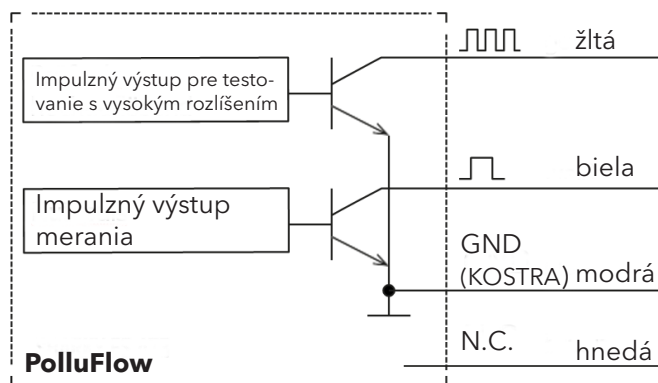 žltá
Impulzný výstup pre testo-
vanie s vysokým rozlíšením
biela
Impulzný výstup
merania
GND
(KOSTRA) modrá
N.C. hnedá
PolluFlow